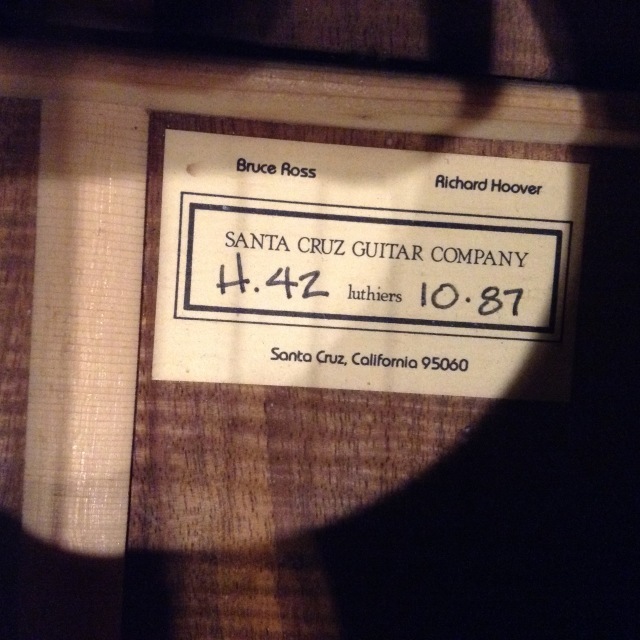 Bruce Ross Richard Hoover
SANTA CRUZ GUITAR COMPANY
H.42 luthiers 10.87
Santa Cruz, California 95060